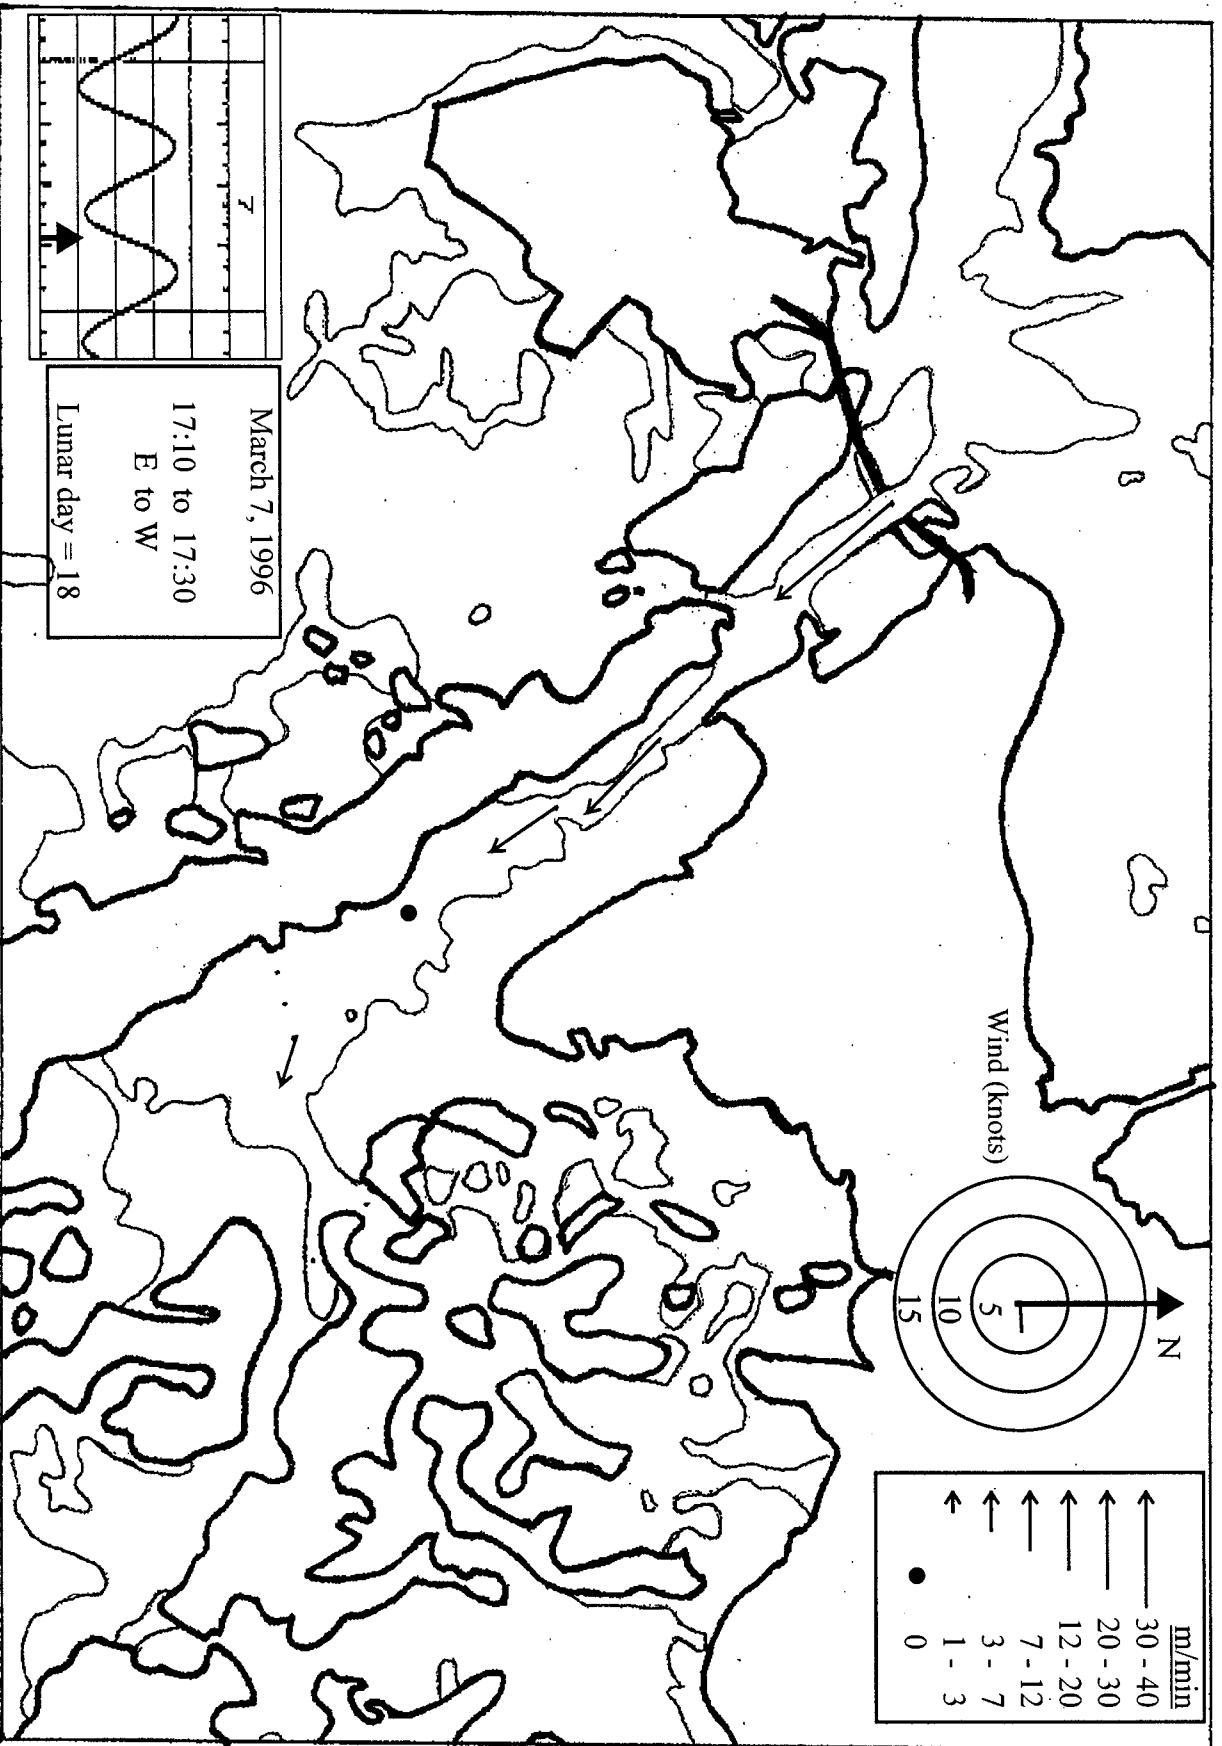 7
March 7, 1996
17:10 to 17:30
E to W
Lunar day = 18
Wind (knots)
N
5
10
15
m/min
30 - 40
20 - 30
12 - 20
7 - 12
3 - 7
1 - 3
0